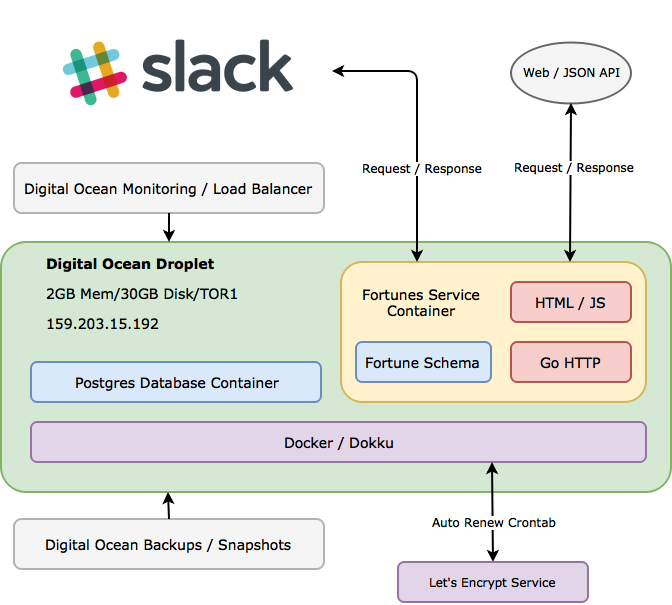 slack
Web / JSON API
Request / Response
Request / Response
Digital Ocean Monitoring / Load Balancer
Digital Ocean Droplet
2GB Mem/30GB Disk/TOR1
159.203.15.192
Fortunes Service
Container
HTML / JS
Fortune Schema
Go HTTP
Postgres Database Container
Docker / Dokku
Auto Renew Crontab
Digital Ocean Backups / Snapshots
Let's Encrypt Service